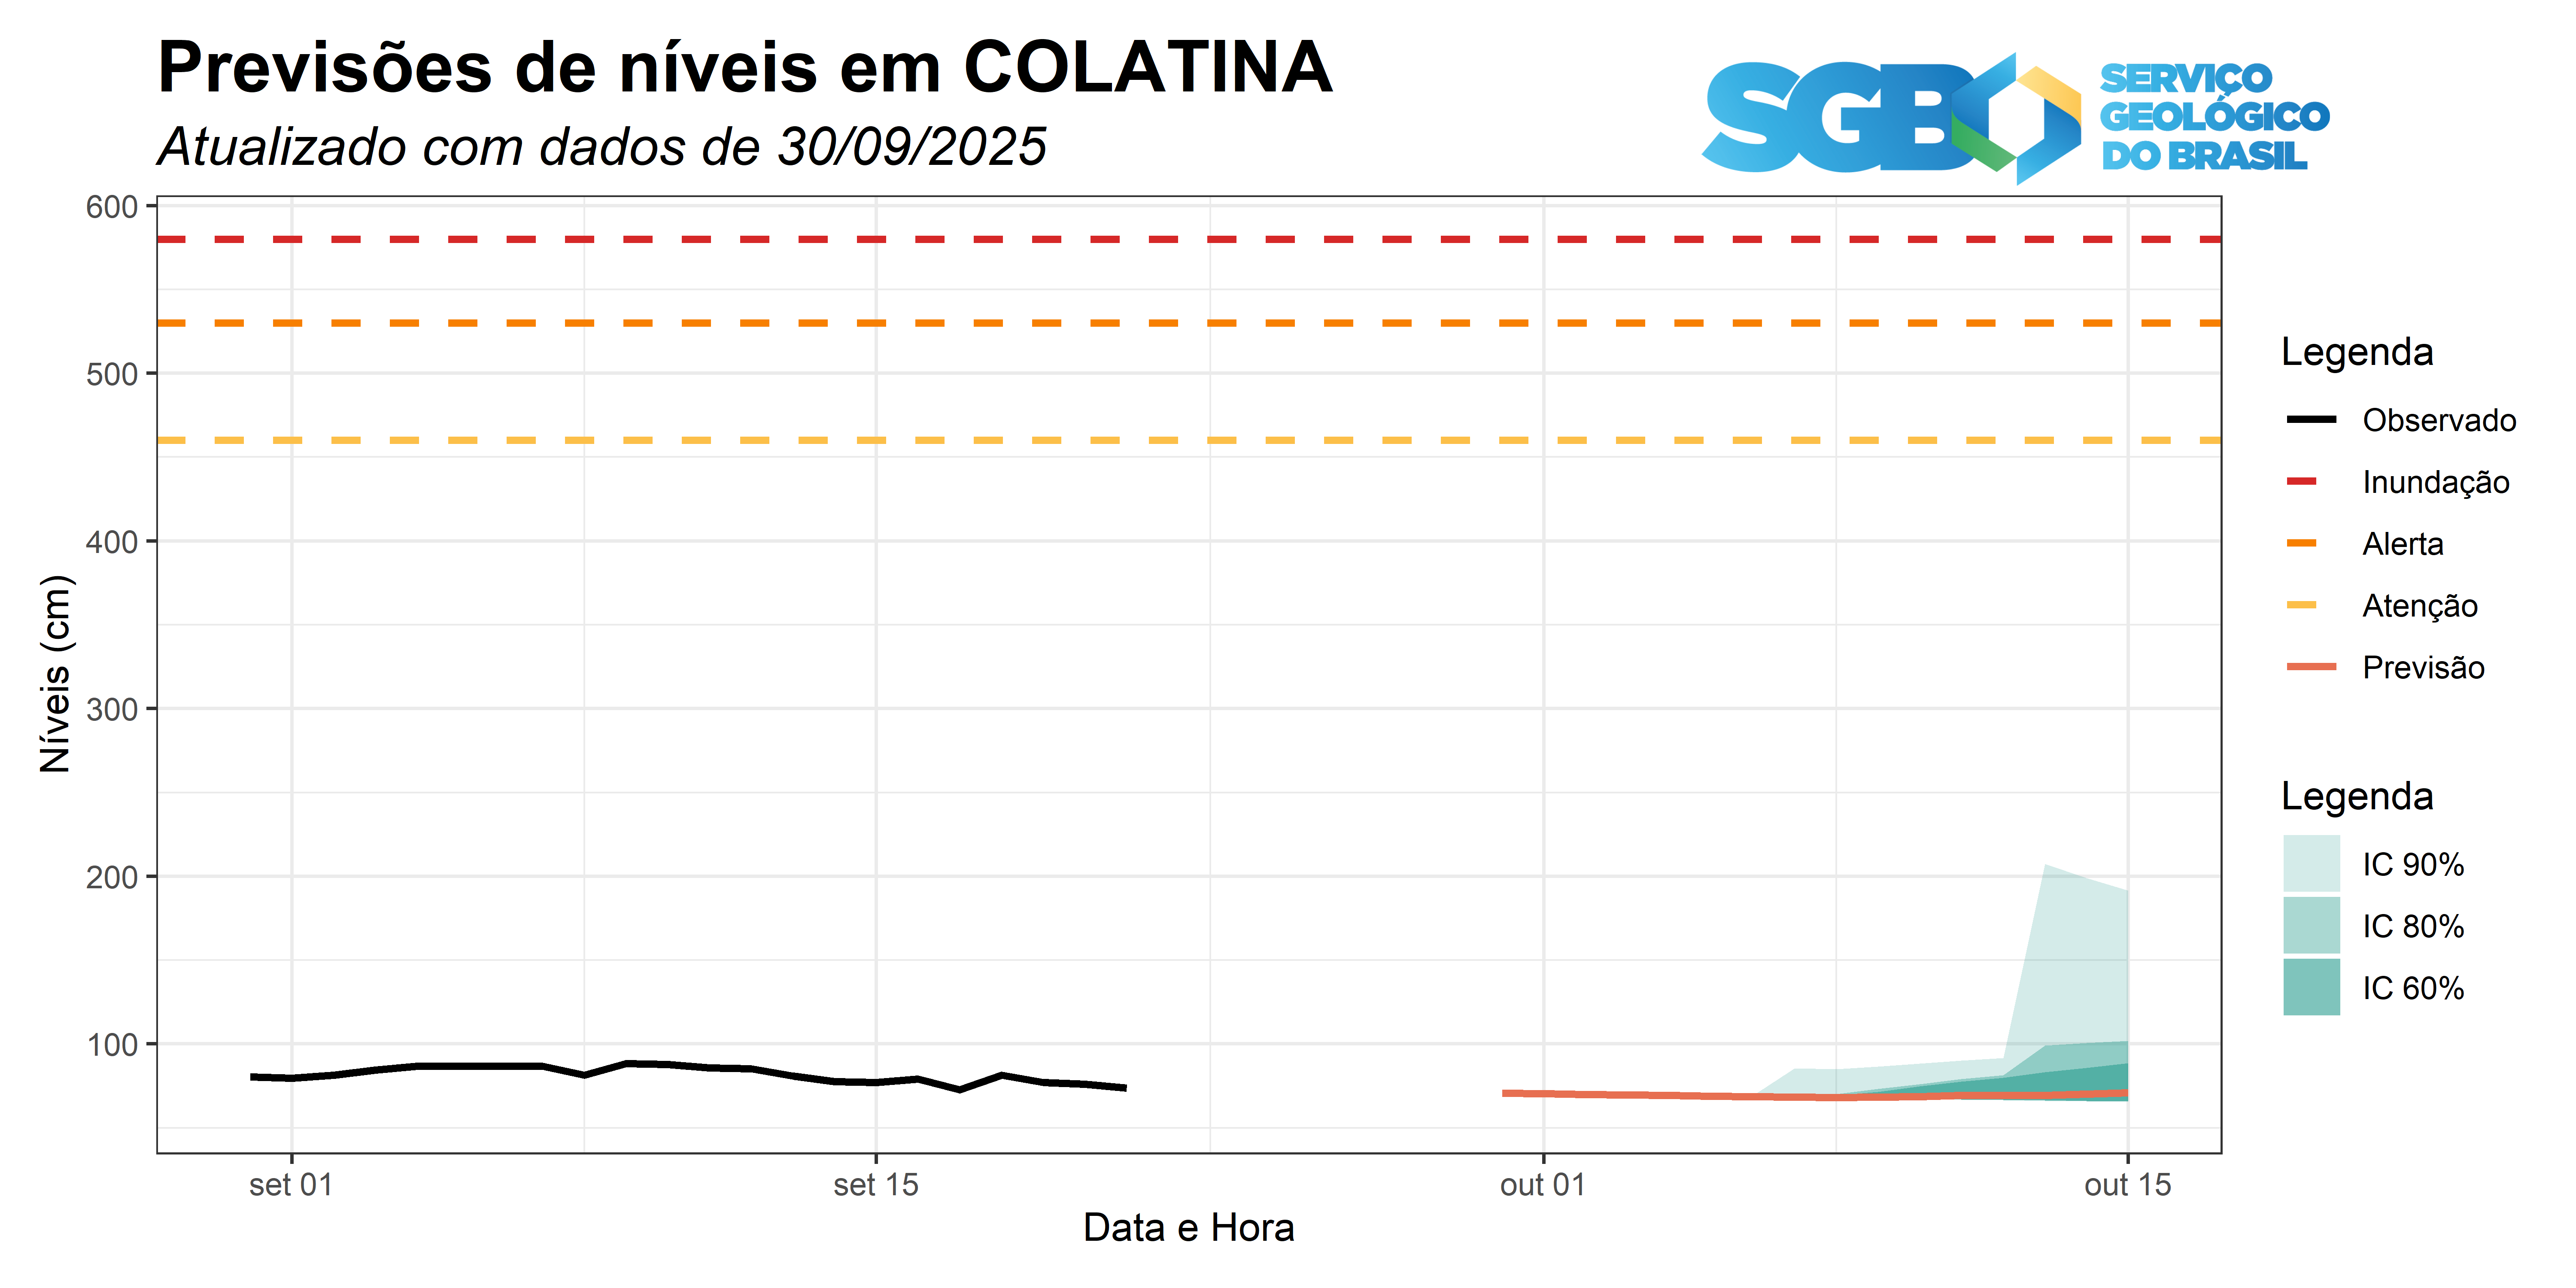 Previsões de níveis em COLATINA
Atualizado com dados de 30/09/2025
SGB
SERVIÇO
GEOLÓGICO
DO BRASIL
600
500
400
300
200
100
Níveis (cm)
set 01
set 15
out 01
out 15
Data e Hora
Legenda
Observado
Inundação
Alerta
Atenção
Previsão
Legenda
IC 90%
IC 80%
IC 60%